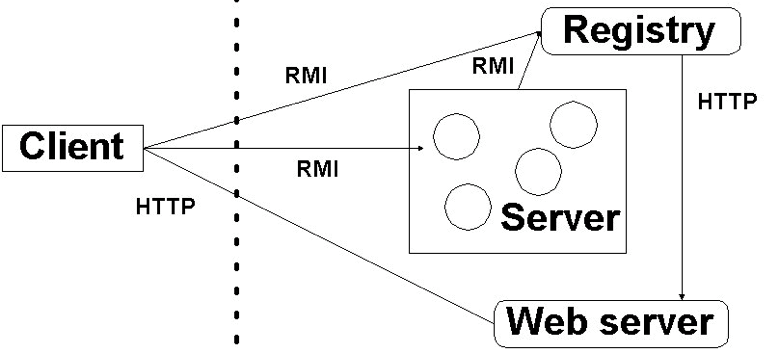 Registry
RMI
RMI
HTTP
Client
RMI
HTTP
Server
Web server